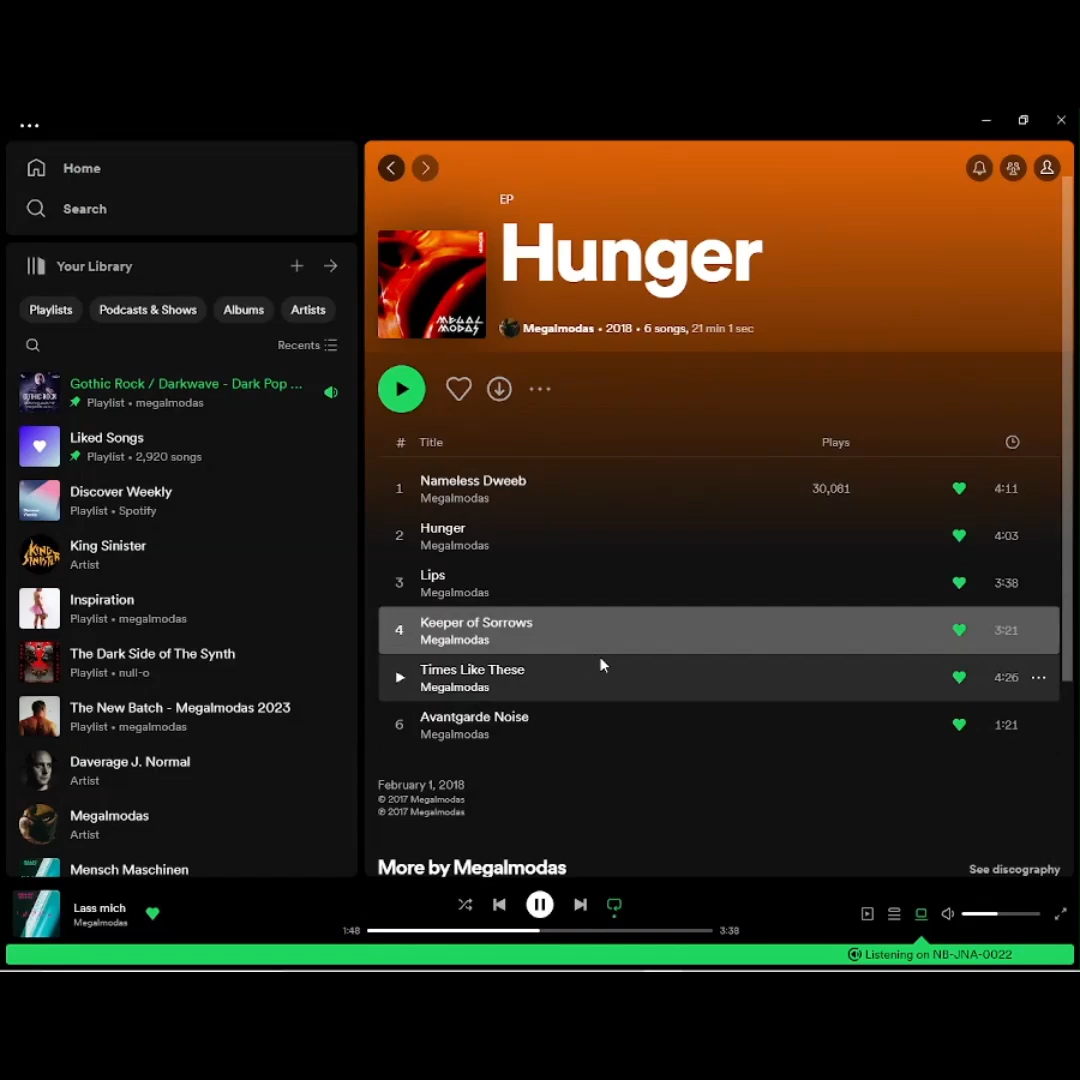 Home
Search
Your Library
Playlists
Podcasts & Shows
Albums
Artists
Recents
Gothic Rock / Darkwave - Dark Pop ...
Playlist • megalmodas
Liked Songs
Playlist • 2,920 songs
Discover Weekly
Playlist • Spotify
King Sinister
Artist
Inspiration
Playlist • megalmodas
The Dark Side of The Synth
Playlist • null-o
The New Batch - Megalmodas 2023
Playlist • megalmodas
Daverage J. Normal
Artist
Megalmodas
Artist
Mensch Maschinen
EP
Hunger
MEGAL
MODAS
Megalmodas • 2018 • 6 songs, 21 min 1 sec
# Title Plays
1 Nameless Dweeb 30,061 4:11
Megalmodas
2 Hunger 4:03
Megalmodas
3 Lips 3:38
Megalmodas
4 Keeper of Sorrows 3:21
Megalmodas
Times Like These 4:26
Megalmodas
6 Avantgarde Noise 1:21
Megalmodas
February 1, 2018
© 2017 Megalmodas
℗ 2017 Megalmodas
More by Megalmodas
See discography
Lass mich
Megalmodas
1:48
3:38
Listening on NB-JNA-0022